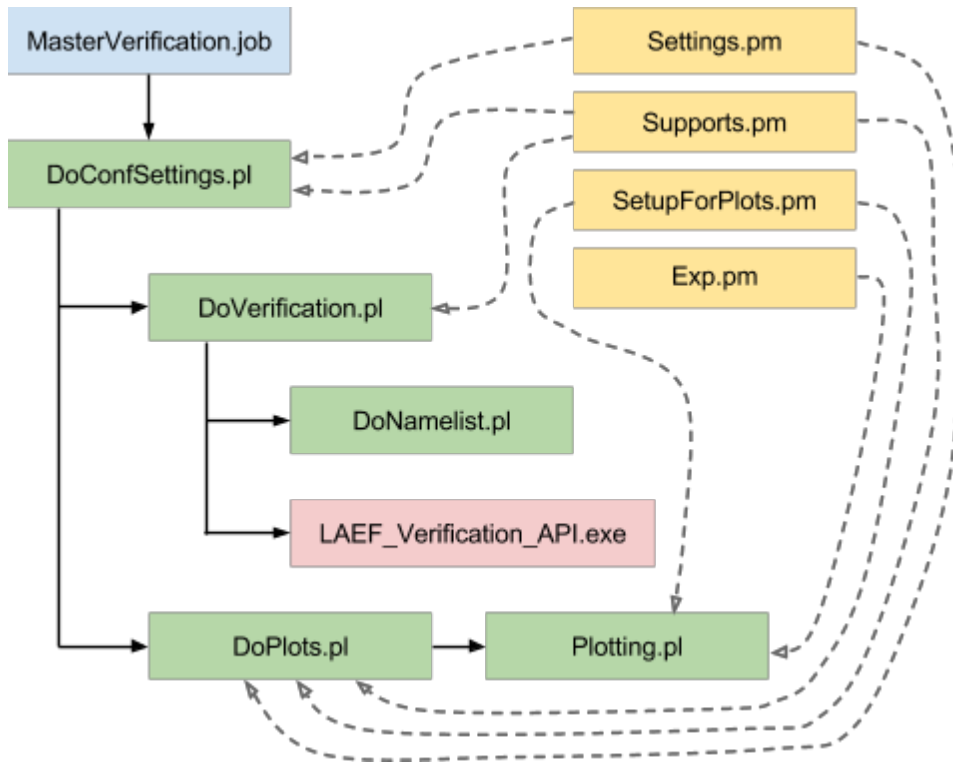 MasterVerification.job
Settings.pm
Supports.pm
DoConfSettings.pl
SetupForPlots.pm
Exp.pm
DoVerification.pl
DoNamelist.pl
LAEF_Verification_API.exe
DoPlots.pl
Plotting.pl